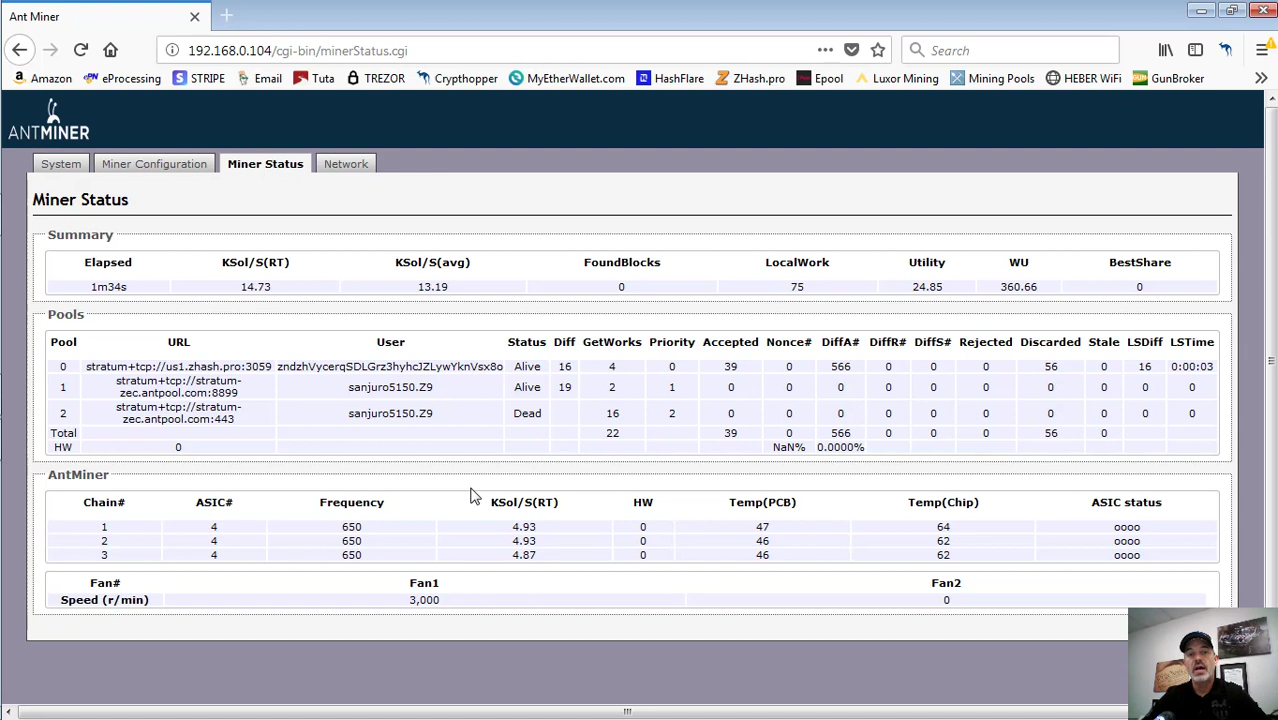 Ant Miner
192.168.0.104/cgi-bin/minerStatus.cgi
Search
Amazon eProcessing STRIPE Email Tuta TREZOR Crypthopper MyEtherWallet.com HashFlare ZHash.pro Epool Luxor Mining Mining Pools HEBER WiFi GunBroker
ANTMINER
System Miner Configuration Miner Status Network
Miner Status
Summary
Elapsed KSol/S(RT) KSol/S(avg) FoundBlocks LocalWork Utility WU BestShare
1m34s 14.73 13.19 0 75 24.85 360.66 0
Pools
Pool URL User Status Diff GetWorks Priority Accepted Nonce# DiffA# DiffR# DiffS# Rejected Discarded Stale LSDiff LSTime
0 stratum+tcp://us1.zhash.pro:3059 zndzhVycerqSDLGrz3hyhcJZLywYknVsx8o Alive 16 4 0 39 0 566 0 0 0 56 0 16 0:00:03
1 stratum+tcp://stratum-zec.antpool.com:8899 sanjuro5150.Z9 Alive 19 2 1 0 0 0 0 0 0 0 0 0 0
2 stratum+tcp://stratum-zec.antpool.com:443 sanjuro5150.Z9 Dead 16 2 0 0 0 0 0 0 0 0 0 0
Total 22 39 0 566 0 0 0 56 0
HW 0 NaN% 0.0000%
AntMiner
Chain# ASIC# Frequency KSol/S(RT) HW Temp(PCB) Temp(Chip) ASIC status
1 4 650 4.93 0 47 64 oooo
2 4 650 4.93 0 46 62 oooo
3 4 650 4.87 0 46 62 oooo
Fan# Fan1 Fan2
Speed (r/min) 3,000 0